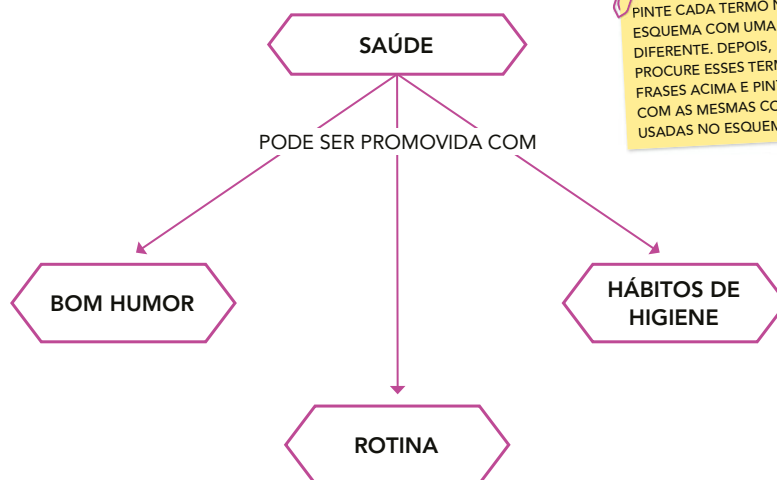 SAÚDE
PINTE CADA TERMO
ESQUEMA COM UMA
DIFERENTE. DEPOIS,
PROCURE ESSES
FRASES ACIMA E
COM AS MESMAS
USADAS NO
PODE SER PROMOVIDA COM
BOM HUMOR
HÁBITOS DE
HIGIENE
ROTINA